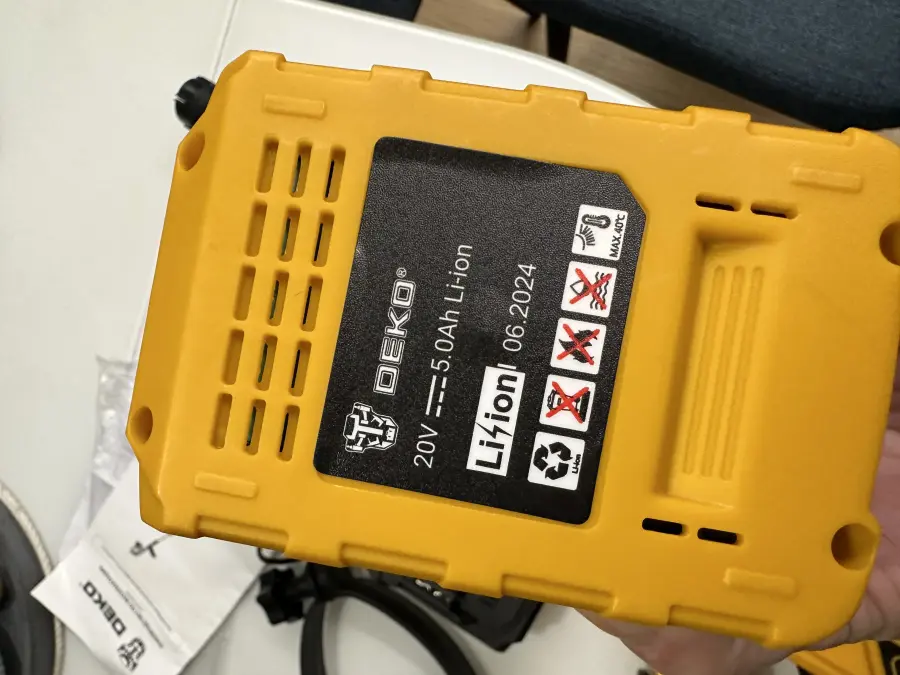 DEKO®
20V 5.0Ah Li-ion
Li ion 06.2024
MAX.40℃
Li-ion
DEKO